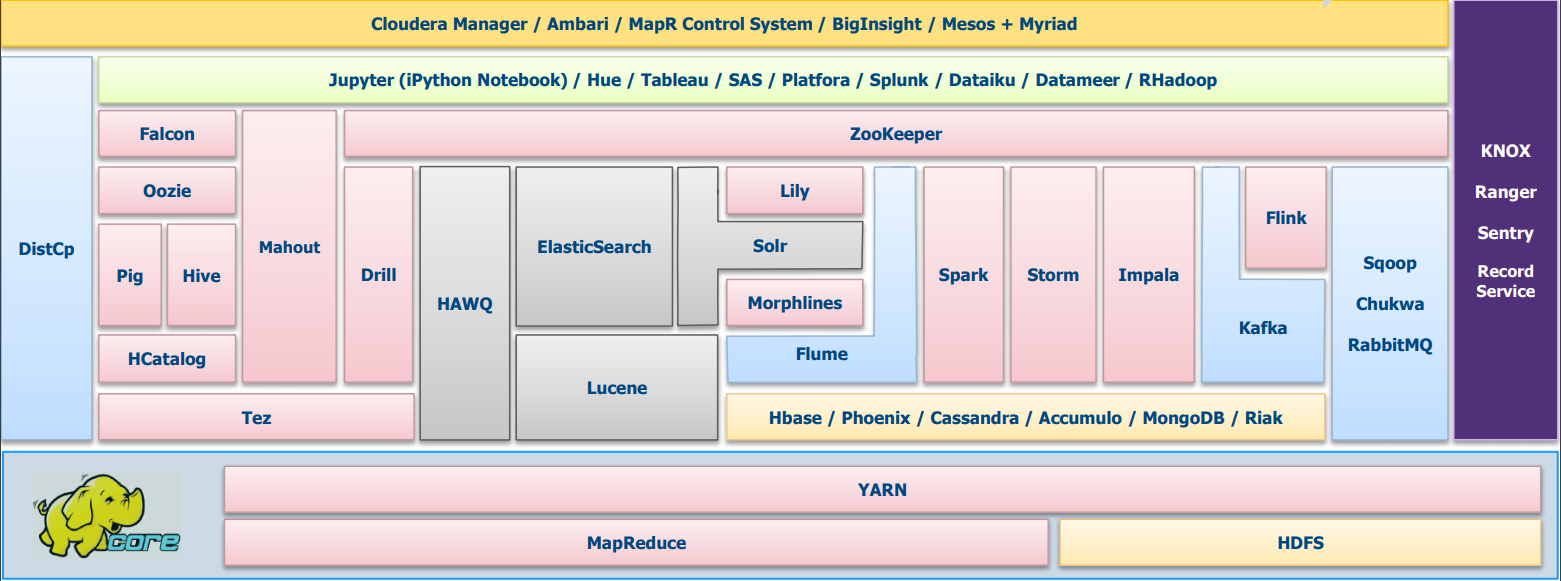 Cloudera Manager / Ambari / MapR Control System / BigInsight / Mesos + Myriad
Jupyter (iPython Notebook) / Hue / Tableau / SAS / Platfora / Splunk / Dataiku / Datameer / RHadoop
DistCp
Falcon
Oozie
Pig
Hive
HCatalog
Mahout
Tez
ZooKeeper
Drill
HAWQ
ElasticSearch
Lucene
Lily
Solr
Morphlines
Flume
Spark
Storm
Impala
Flink
Kafka
Hbase / Phoenix / Cassandra / Accumulo / MongoDB / Riak
Sqoop
Chukwa
RabbitMQ
KNOX
Ranger
Sentry
Record
Service
core
YARN
MapReduce
HDFS